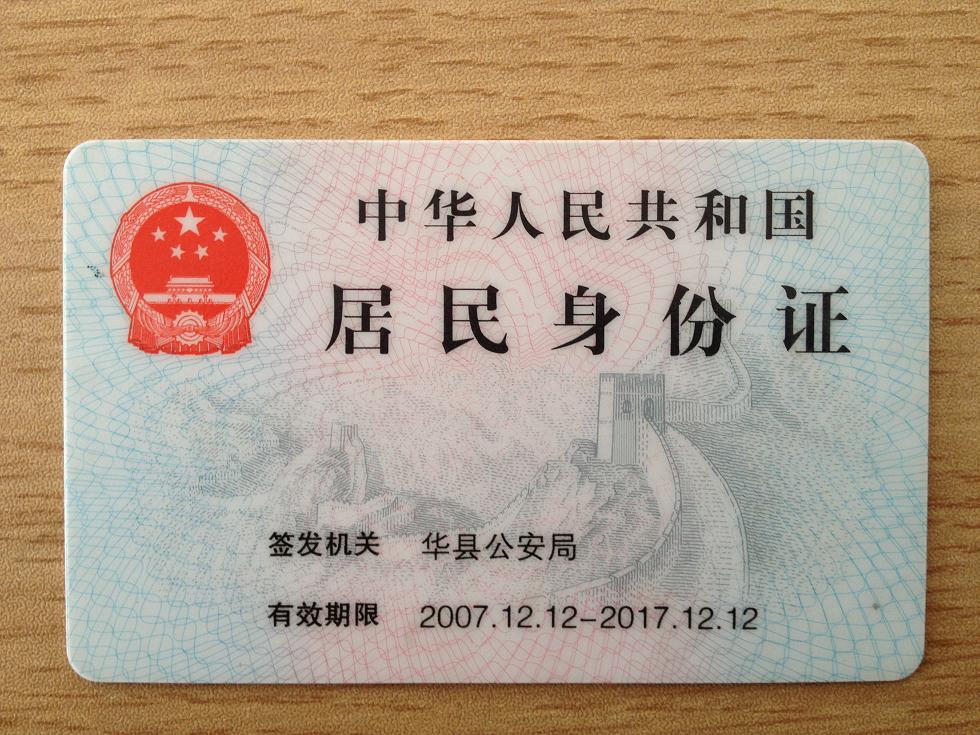 中华人民共和国
居民身份证
签发机关 华县公安局
有效期限 2007.12.12-2017.12.12